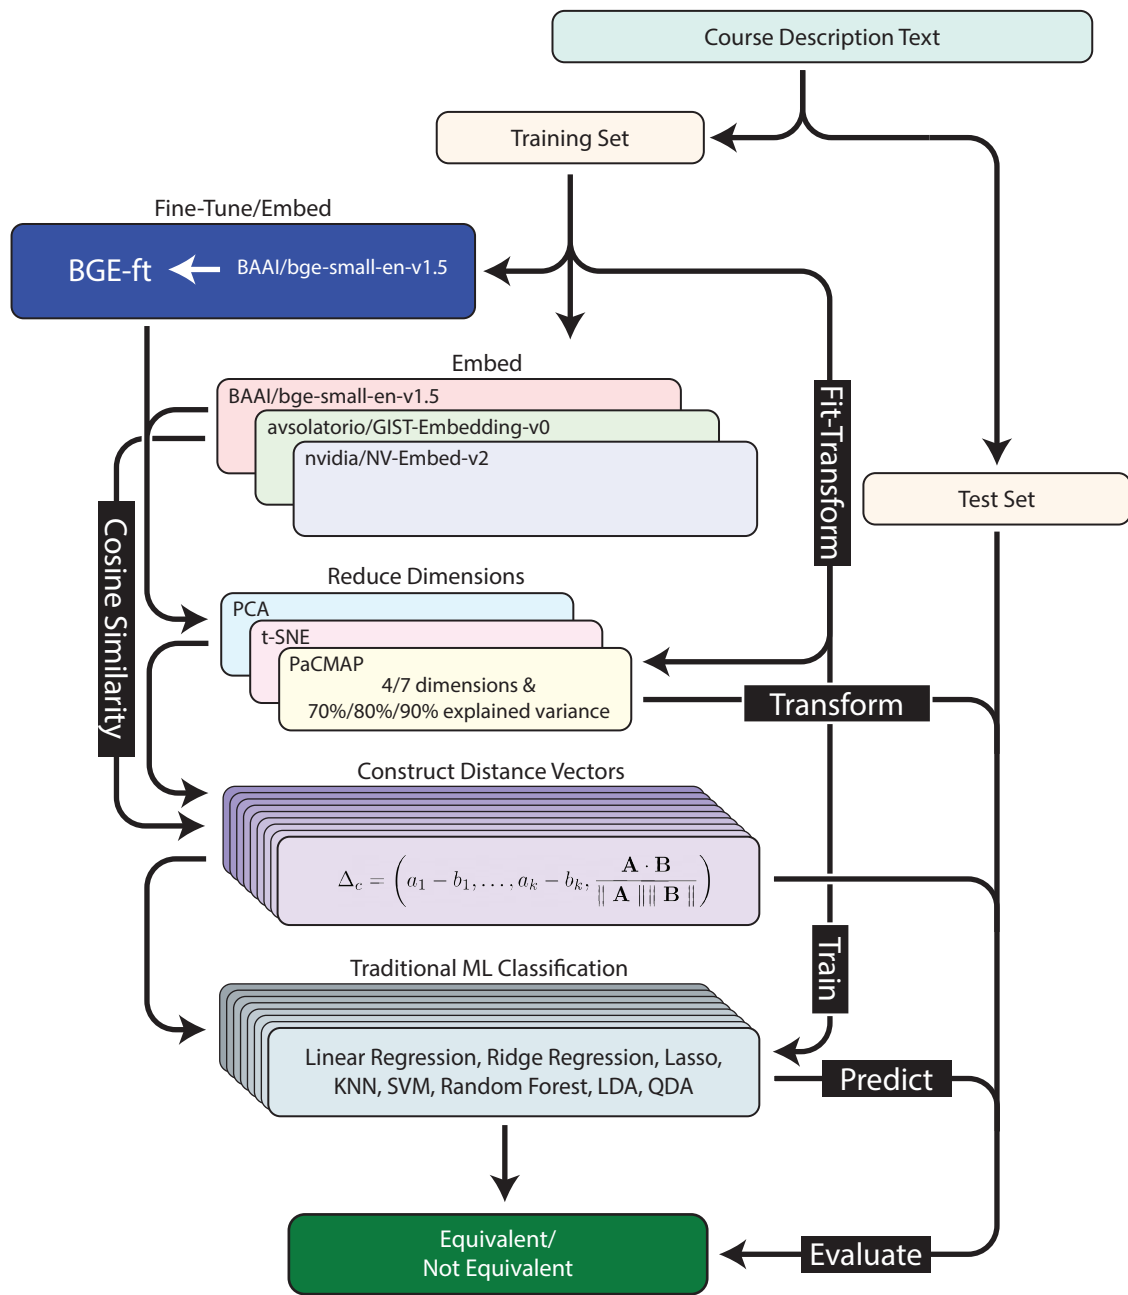 Course Description Text
Training Set
Fine-Tune/Embed
BGE-ft
BAAI/bge-small-en-v1.5
Embed
BAAI/bge-small-en-v1.5
avsolatorio/GIST-Embedding-v0
nvidia/NV-Embed-v2
Fit-Transform
Test Set
Cosine Similarity
Reduce Dimensions
PCA
t-SNE
PaCMAP
4/7 dimensions &
70%/80%/90% explained variance
Transform
Construct Distance Vectors
Δ_c = (a_1 − b_1, . . . , a_k − b_k, A · B / ‖ A ‖‖ B ‖)
Train
Traditional ML Classification
Linear Regression, Ridge Regression, Lasso,
KNN, SVM, Random Forest, LDA, QDA
Predict
Equivalent/
Not Equivalent
Evaluate